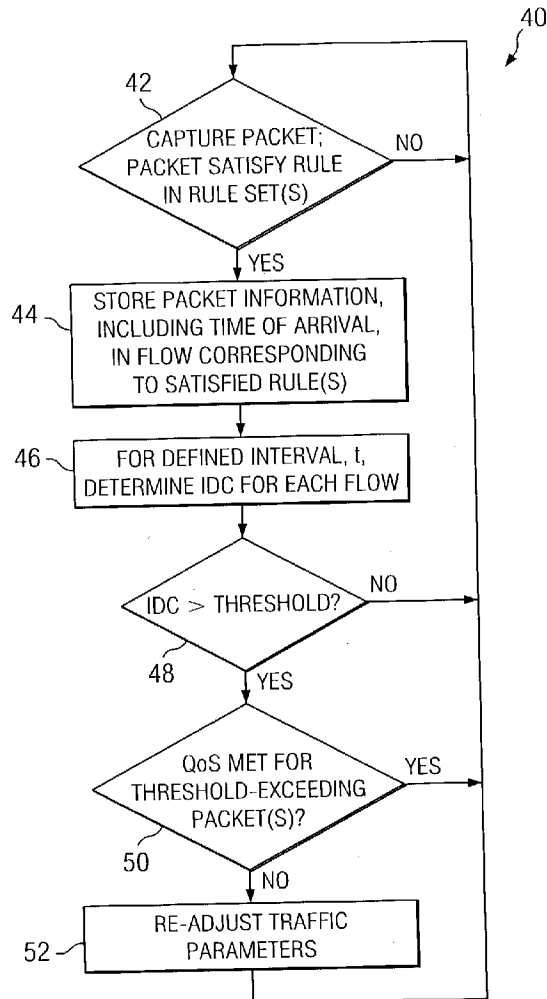 40
42
CAPTURE PACKET;
PACKET SATISFY RULE
IN RULE SET(S)
NO
YES
44
STORE PACKET INFORMATION,
INCLUDING TIME OF ARRIVAL,
IN FLOW CORRESPONDING
TO SATISFIED RULE(S)
46
FOR DEFINED INTERVAL, t,
DETERMINE IDC FOR EACH FLOW
IDC > THRESHOLD?
NO
48
YES
QoS MET FOR
THRESHOLD-EXCEEDING
PACKET(S)?
YES
50
NO
52
RE-ADJUST TRAFFIC
PARAMETERS